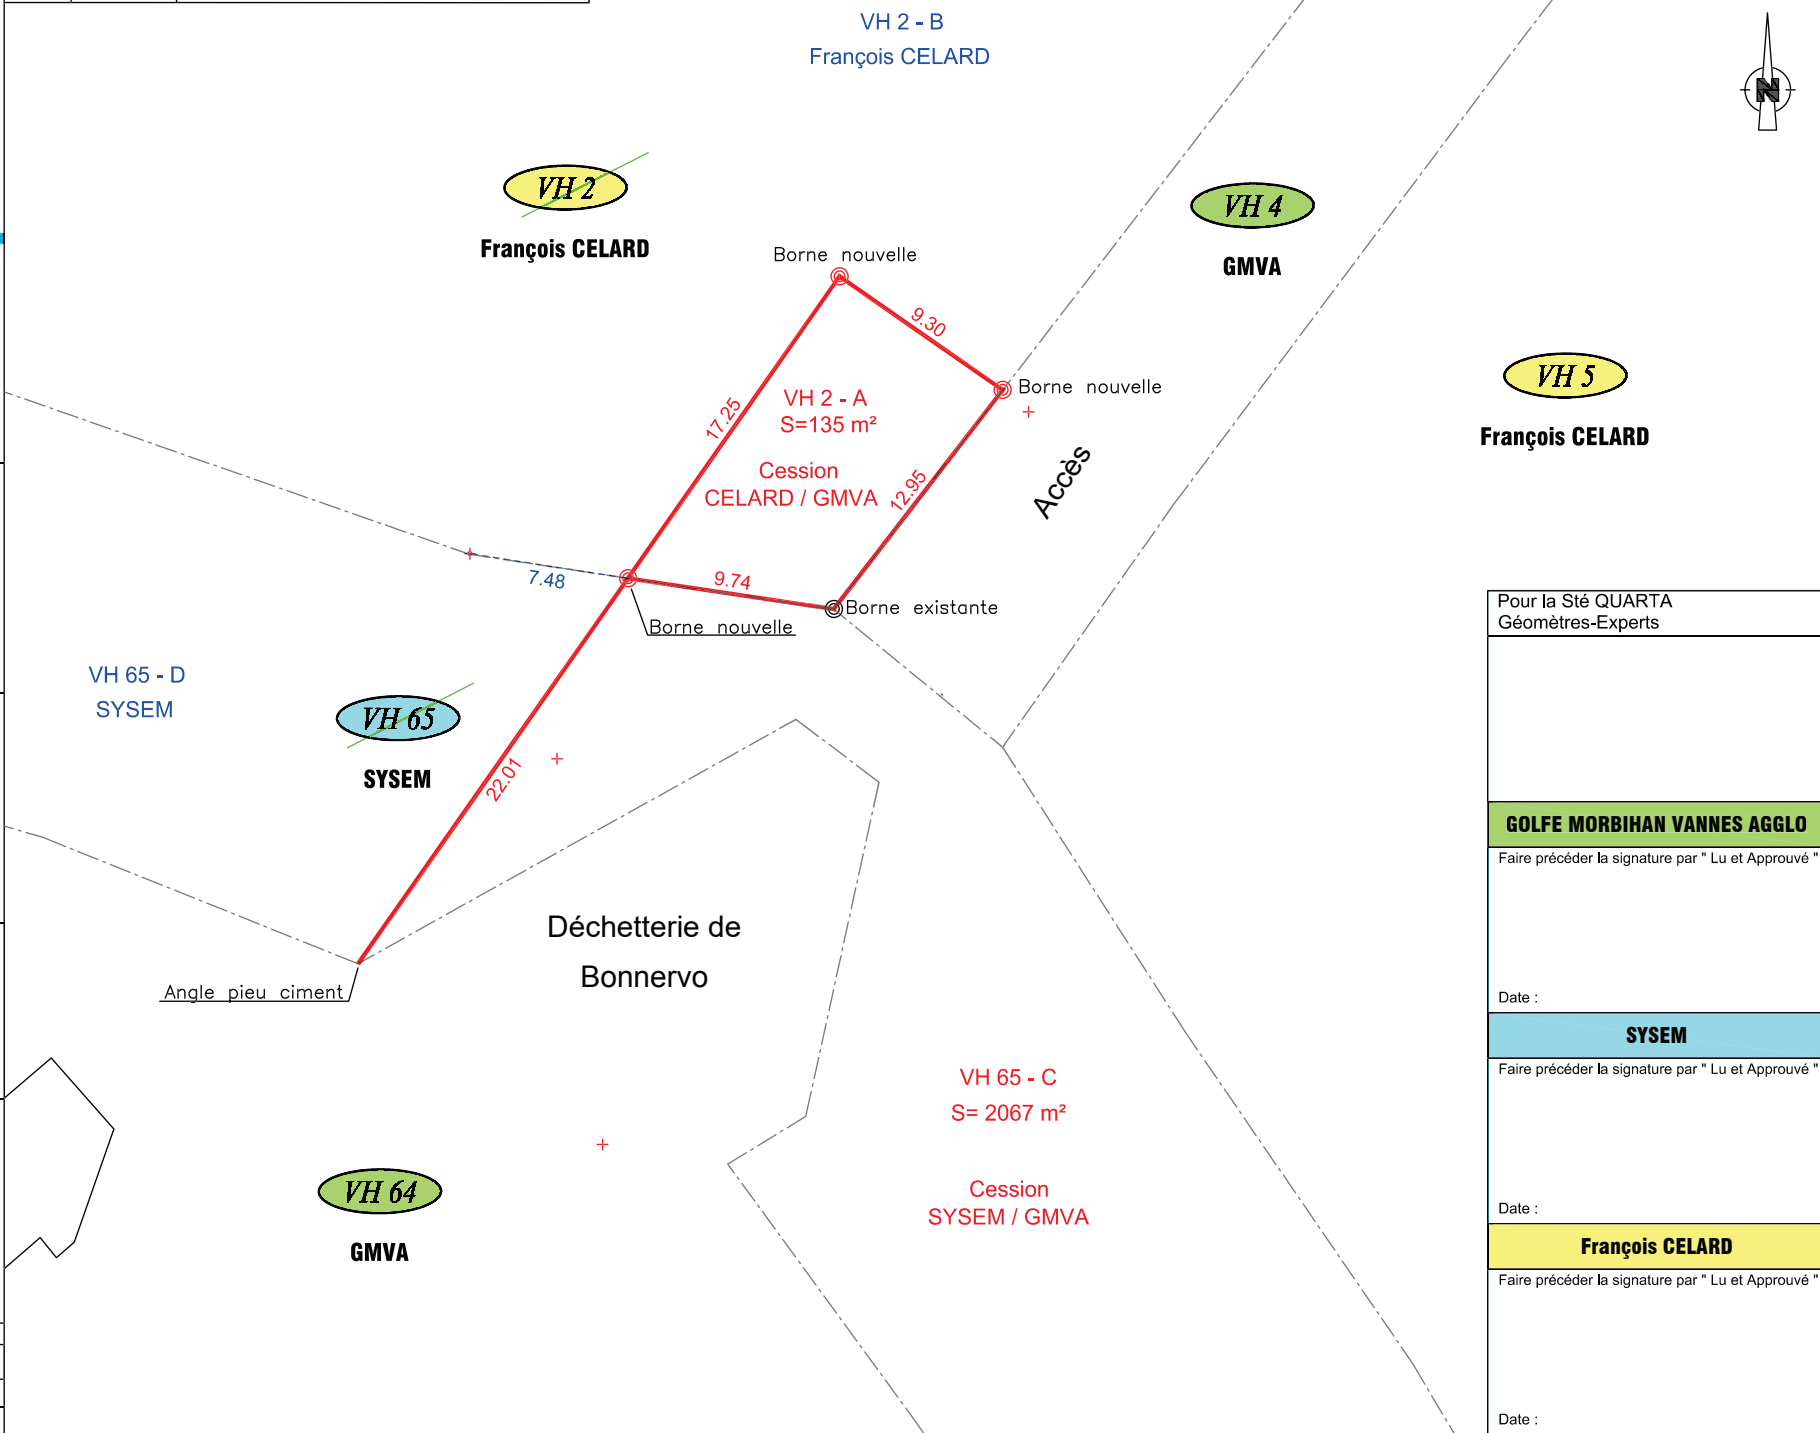 VH 2 - B
François CELARD
N
VH 2
François CELARD
VH 4
GMVA
Borne nouvelle
9.30
Borne nouvelle
VH 5
François CELARD
17.25
VH 2 - A
S=135 m²
Cession
CELARD / GMVA
12.95
Accès
7.48
9.74
Borne existante
Borne nouvelle
VH 65 - D
SYSEM
VH 65
SYSEM
22.01
Déchetterie de
Bonnervo
Angle pieu ciment
VH 65 - C
S= 2067 m²
Cession
SYSEM / GMVA
VH 64
GMVA
Pour la Sté QUARTA
Géomètres-Experts
GOLFE MORBIHAN VANNES AGGLO
Faire précéder la signature par " Lu et Approuvé "
Date :
SYSEM
Faire précéder la signature par " Lu et Approuvé "
Date :
François CELARD
Faire précéder la signature par " Lu et Approuvé "
Date :